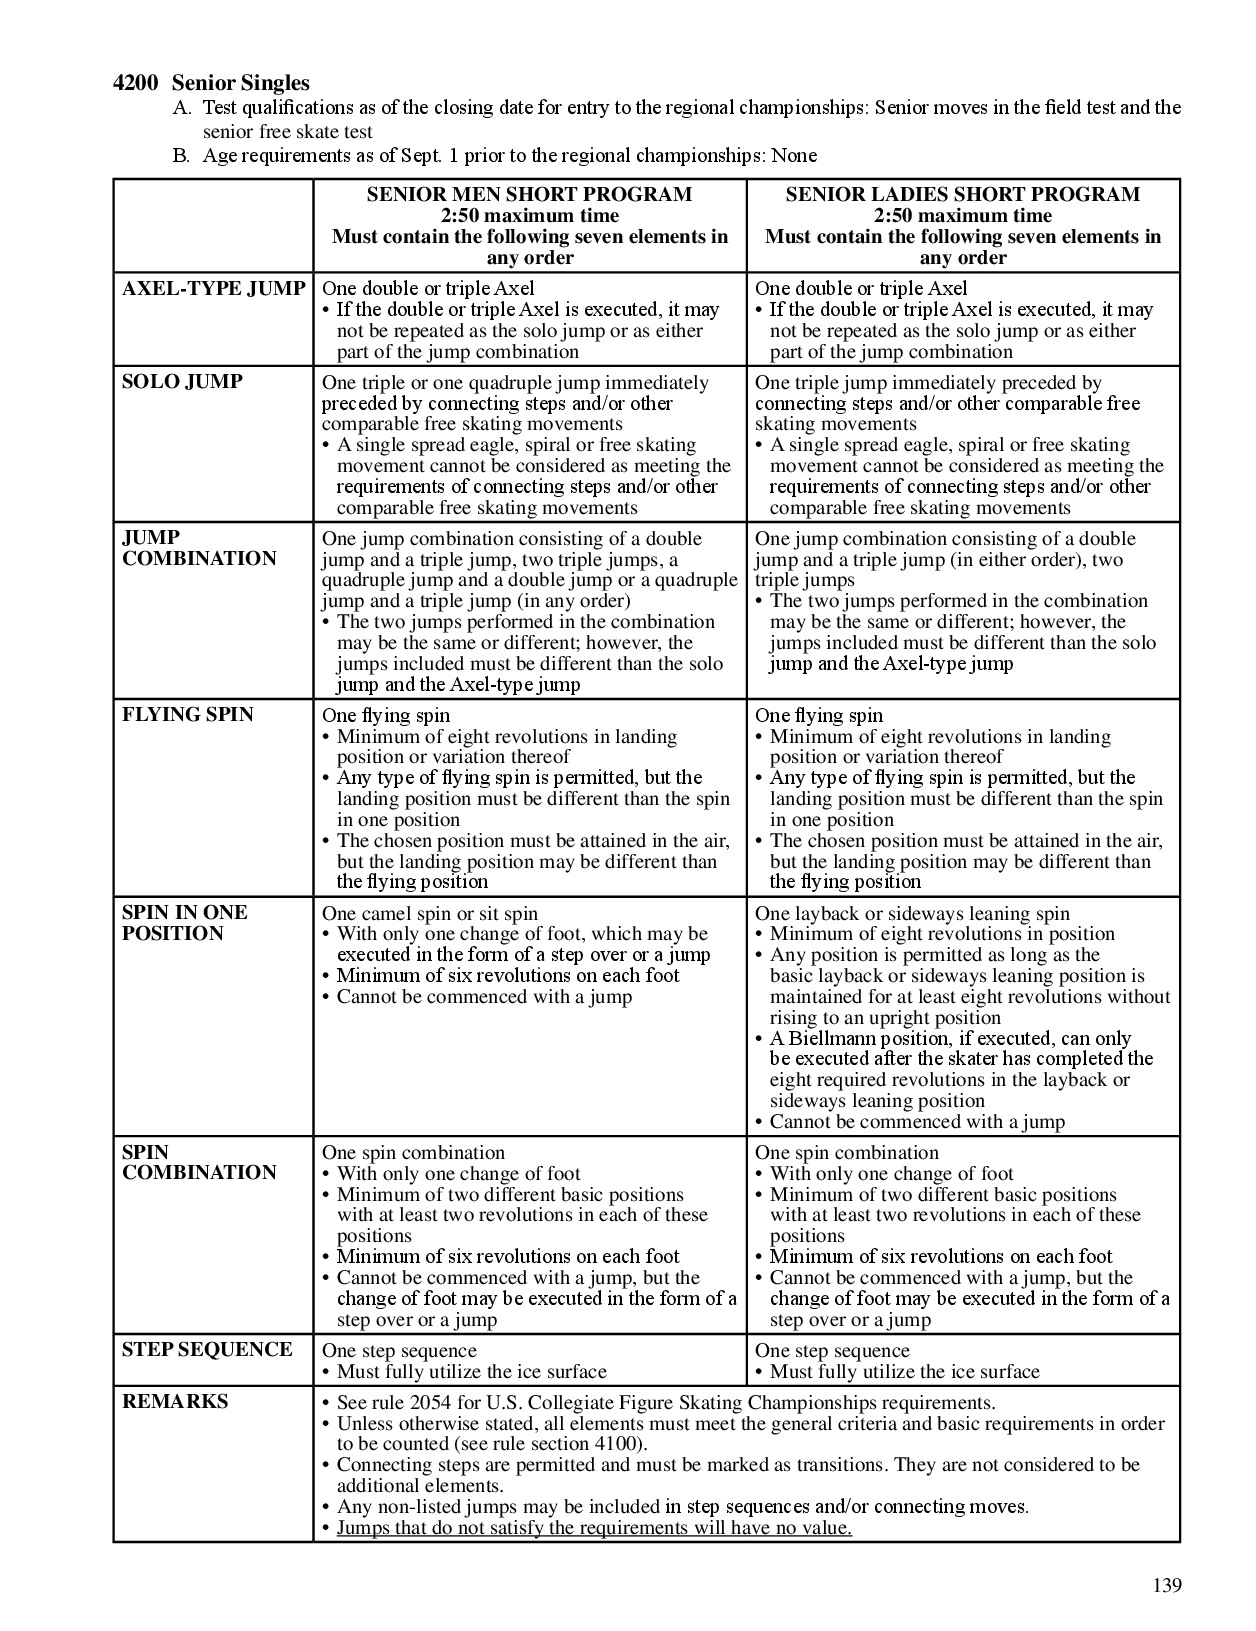 4200 Senior Singles
A. Test qualifications as of the closing date for entry to the regional championships: Senior moves in the field test and the
senior free skate test
B. Age requirements as of Sept. 1 prior to the regional championships: None
SENIOR MEN SHORT PROGRAM
2:50 maximum time
Must contain the following seven elements in
any order
SENIOR LADIES SHORT PROGRAM
2:50 maximum time
Must contain the following seven elements in
any order
AXEL-TYPE JUMP
One double or triple Axel
• If the double or triple Axel is executed, it may
not be repeated as the solo jump or as either
part of the jump combination
One double or triple Axel
• If the double or triple Axel is executed, it may
not be repeated as the solo jump or as either
part of the jump combination
SOLO JUMP
One triple or one quadruple jump immediately
preceded by connecting steps and/or other
comparable free skating movements
• A single spread eagle, spiral or free skating
movement cannot be considered as meeting the
requirements of connecting steps and/or other
comparable free skating movements
One triple jump immediately preceded by
connecting steps and/or other comparable free
skating movements
• A single spread eagle, spiral or free skating
movement cannot be considered as meeting the
requirements of connecting steps and/or other
comparable free skating movements
JUMP
COMBINATION
One jump combination consisting of a double
jump and a triple jump, two triple jumps, a
quadruple jump and a double jump or a quadruple
jump and a triple jump (in any order)
• The two jumps performed in the combination
may be the same or different; however, the
jumps included must be different than the solo
jump and the Axel-type jump
One jump combination consisting of a double
jump and a triple jump (in either order), two
triple jumps
• The two jumps performed in the combination
may be the same or different; however, the
jumps included must be different than the solo
jump and the Axel-type jump
FLYING SPIN
One flying spin
• Minimum of eight revolutions in landing
position or variation thereof
• Any type of flying spin is permitted, but the
landing position must be different than the spin
in one position
• The chosen position must be attained in the air,
but the landing position may be different than
the flying position
One flying spin
• Minimum of eight revolutions in landing
position or variation thereof
• Any type of flying spin is permitted, but the
landing position must be different than the spin
in one position
• The chosen position must be attained in the air,
but the landing position may be different than
the flying position
SPIN IN ONE
POSITION
One camel spin or sit spin
• With only one change of foot, which may be
executed in the form of a step over or a jump
• Minimum of six revolutions on each foot
• Cannot be commenced with a jump
One layback or sideways leaning spin
• Minimum of eight revolutions in position
• Any position is permitted as long as the
basic layback or sideways leaning position is
maintained for at least eight revolutions without
rising to an upright position
• A Biellmann position, if executed, can only
be executed after the skater has completed the
eight required revolutions in the layback or
sideways leaning position
• Cannot be commenced with a jump
SPIN
COMBINATION
One spin combination
• With only one change of foot
• Minimum of two different basic positions
with at least two revolutions in each of these
positions
• Minimum of six revolutions on each foot
• Cannot be commenced with a jump, but the
change of foot may be executed in the form of a
step over or a jump
One spin combination
• With only one change of foot
• Minimum of two different basic positions
with at least two revolutions in each of these
positions
• Minimum of six revolutions on each foot
• Cannot be commenced with a jump, but the
change of foot may be executed in the form of a
step over or a jump
STEP SEQUENCE
One step sequence
• Must fully utilize the ice surface
One step sequence
• Must fully utilize the ice surface
REMARKS
• See rule 2054 for U.S. Collegiate Figure Skating Championships requirements.
• Unless otherwise stated, all elements must meet the general criteria and basic requirements in order
to be counted (see rule section 4100).
• Connecting steps are permitted and must be marked as transitions. They are not considered to be
additional elements.
• Any non-listed jumps may be included in step sequences and/or connecting moves.
• Jumps that do not satisfy the requirements will have no value.
139